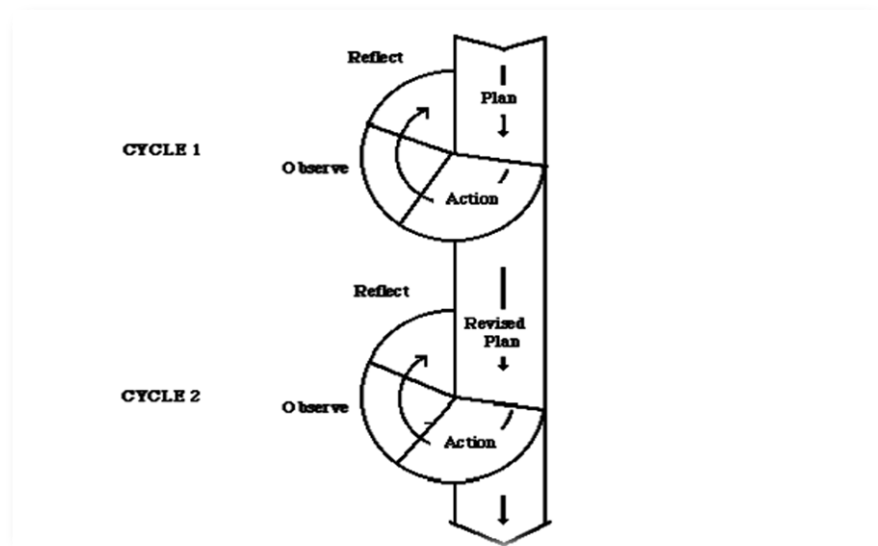 Reflect
Plan
CYCLE 1
Observe
Action
Reflect
Revised
Plan
CYCLE 2
Observe
Action